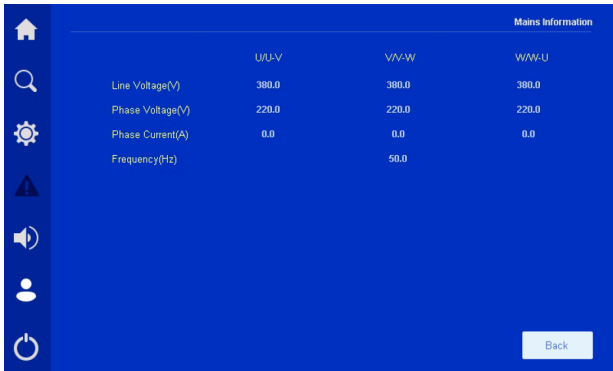 Mains Information
U/U-V V/V-W W/W-U
Line Voltage(V) 380.0 380.0 380.0
Phase Voltage(V) 220.0 220.0 220.0
Phase Current(A) 0.0 0.0 0.0
Frequency(Hz) 50.0
Back